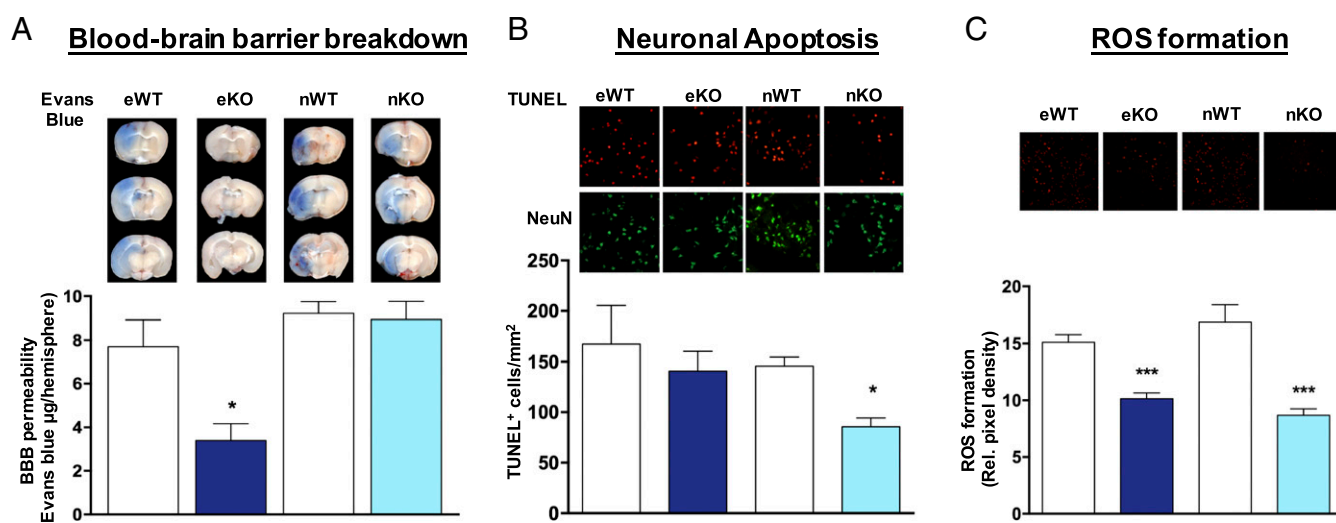 A
Blood-brain barrier breakdown
Evans
Blue
eWT
eKO
nWT
nKO
BBB permeability
Evans blue µg/hemisphere)
10
8
6
4
2
0
*
B
Neuronal Apoptosis
TUNEL
eWT
eKO
nWT
nKO
NeuN
TUNEL⁺ cells/mm²
250
200
150
100
50
0
*
C
ROS formation
eWT
eKO
nWT
nKO
ROS formation
(Rel. pixel density)
20
15
10
5
0
***
***